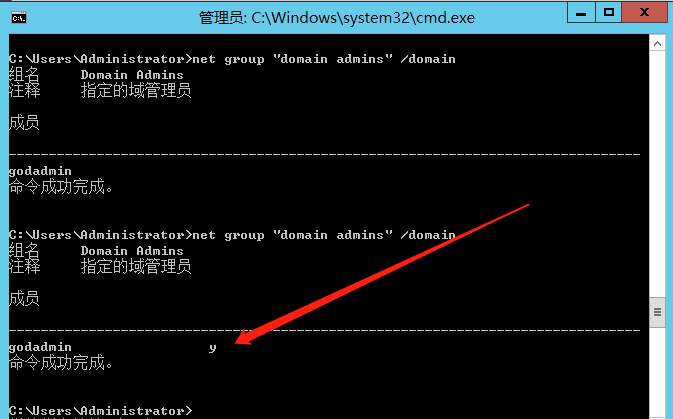 管理员: C:\Windows\system32\cmd.exe
C:\Users\Administrator>net group "domain admins" /domain
组名 Domain Admins
注释 指定的域管理员
成员
-------------------------------------------------------------------------------
godadmin
命令成功完成。
C:\Users\Administrator>net group "domain admins" /domain
组名 Domain Admins
注释 指定的域管理员
成员
-------------------------------------------------------------------------------
godadmin y
命令成功完成。
C:\Users\Administrator>